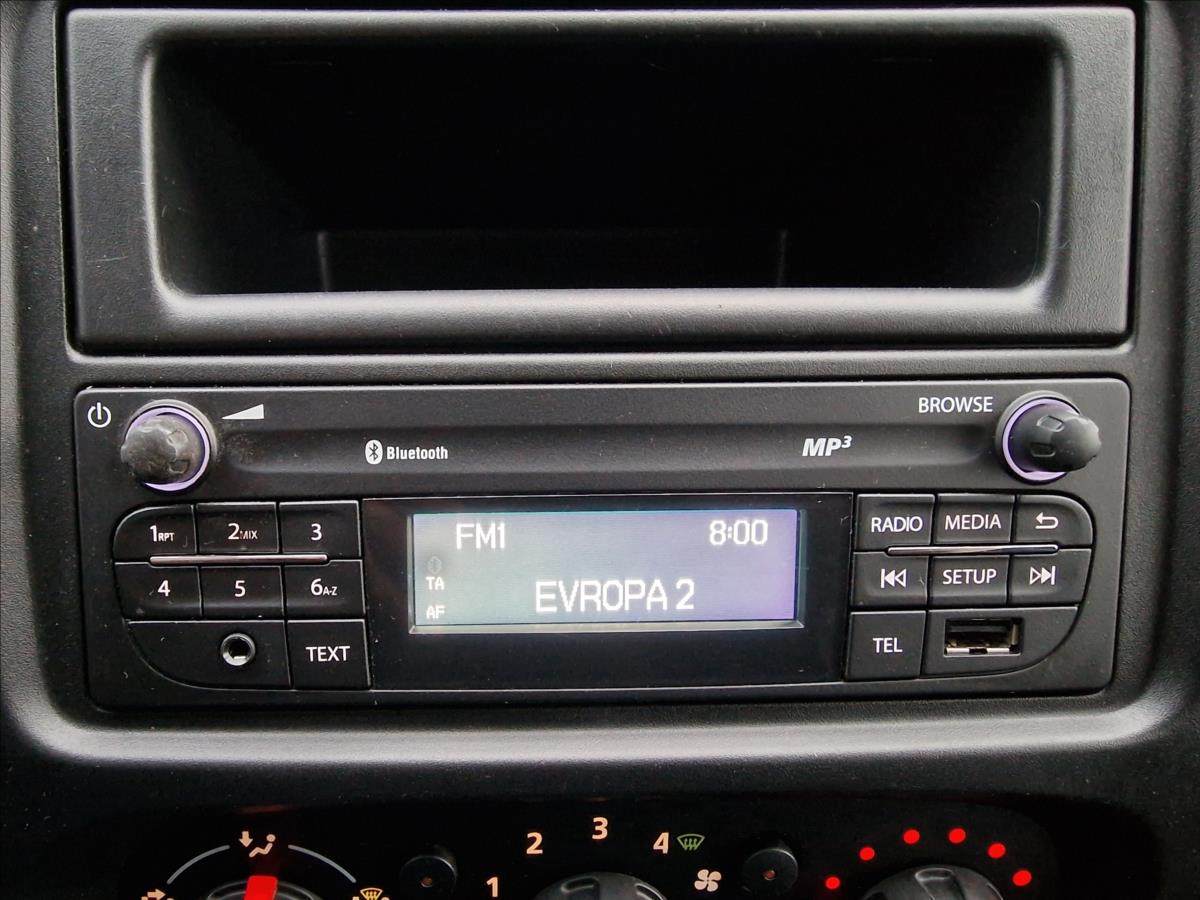 BROWSE
Bluetooth
MP3
1RPT 2MIX 3
4 5 6A-Z
TEXT
FM1 8:00
TA
AF
EVROPA 2
RADIO MEDIA
SETUP
TEL
1 2 3 4